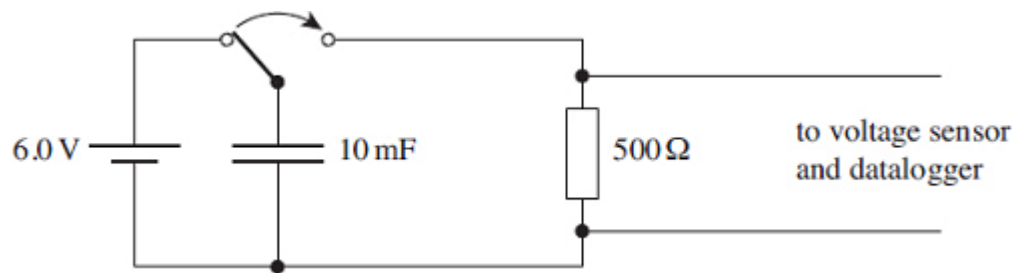 6.0 V
10 mF
500 Ω
to voltage sensor
and datalogger